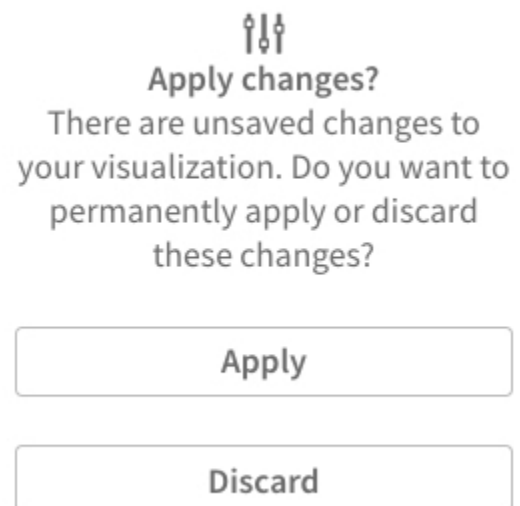 Apply changes?
There are unsaved changes to
your visualization. Do you want to
permanently apply or discard
these changes?
Apply
Discard